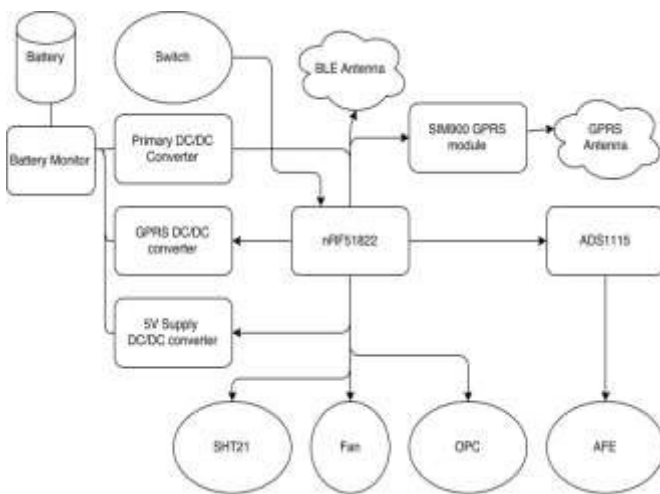 Battery
Switch
BLE Antenna
SIM900 GPRS
module
GPRS
Antenna
Battery Monitor
Primary DC/DC
Converter
GPRS DC/DC
converter
nRF51822
ADS1115
5V Supply
DC/DC converter
SHT21
Fan
OPC
AFE